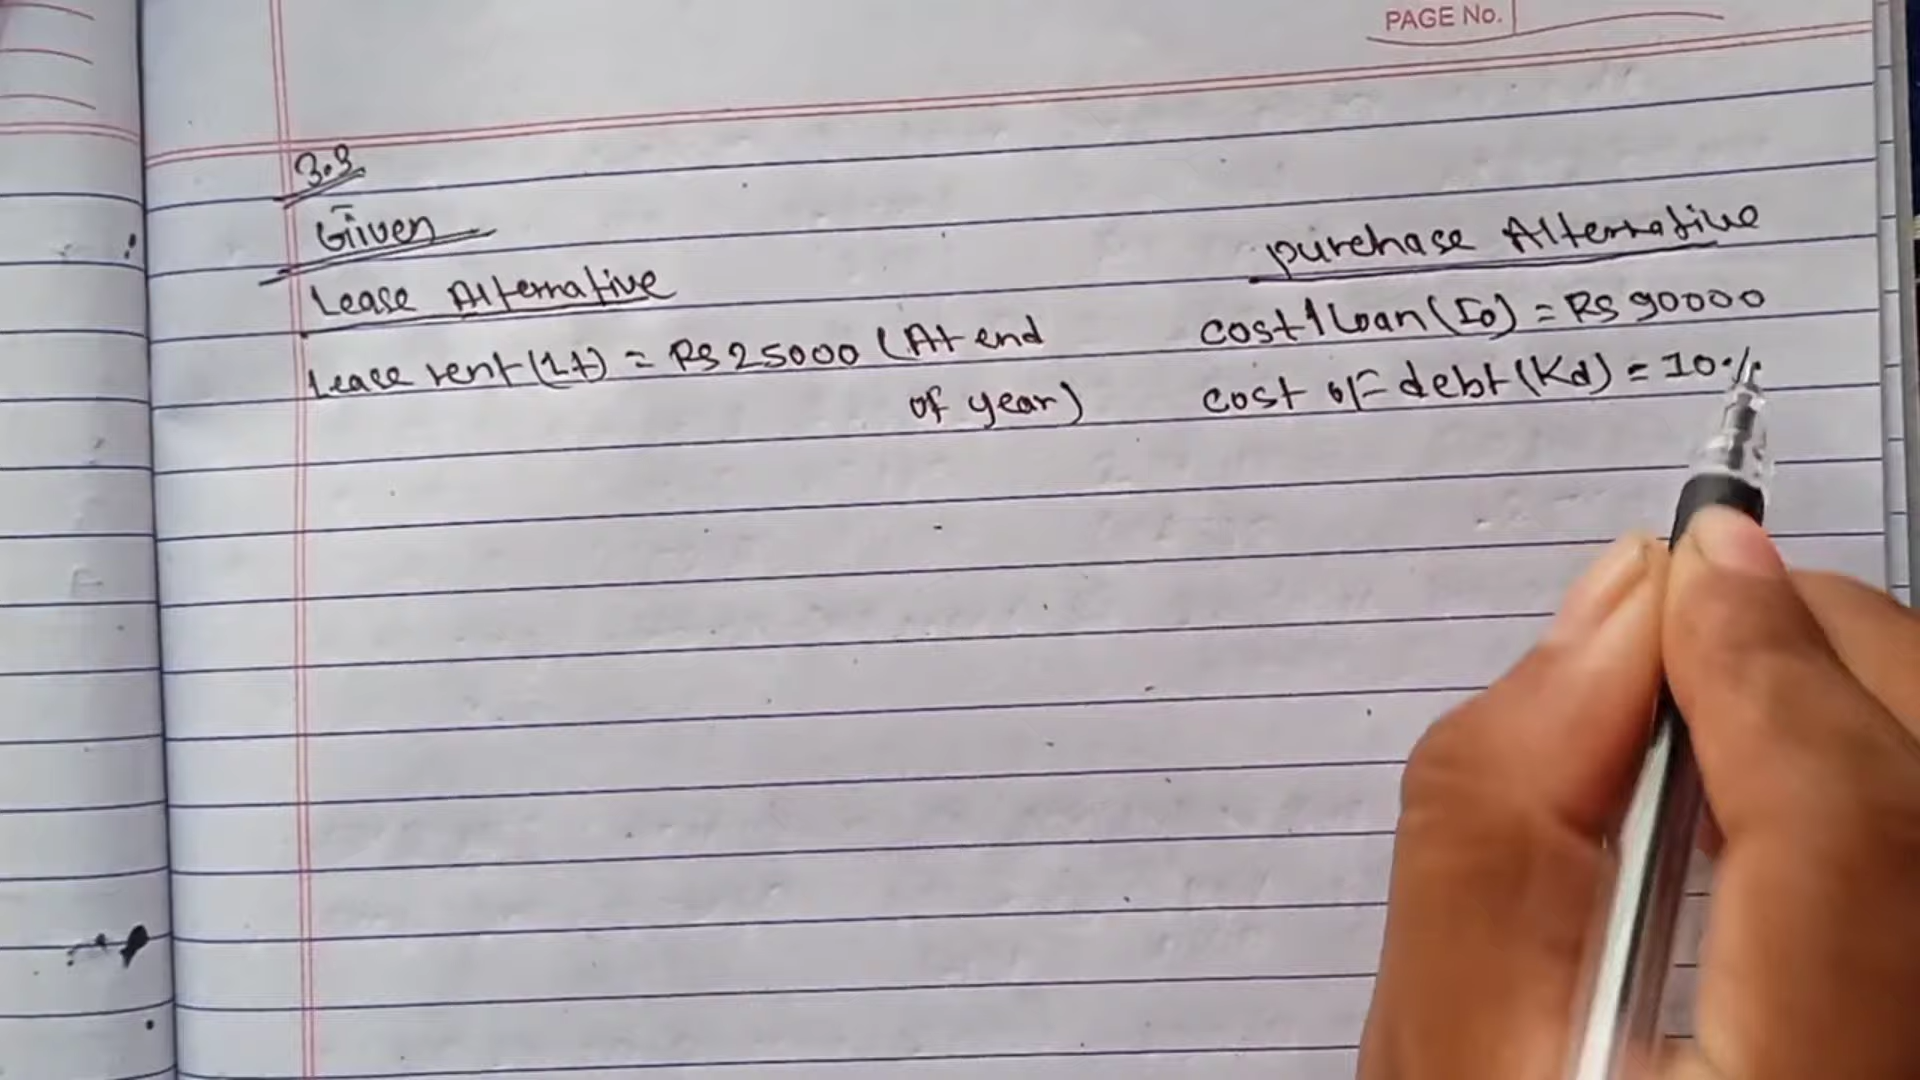 PAGE No.
3.9
Given
Lease Alternative
Lease rent (Lt) = Rs 25000 (At end
of year)
purchase Alternative
cost/Loan (I0) = Rs 90000
cost of debt (Kd) = 10%